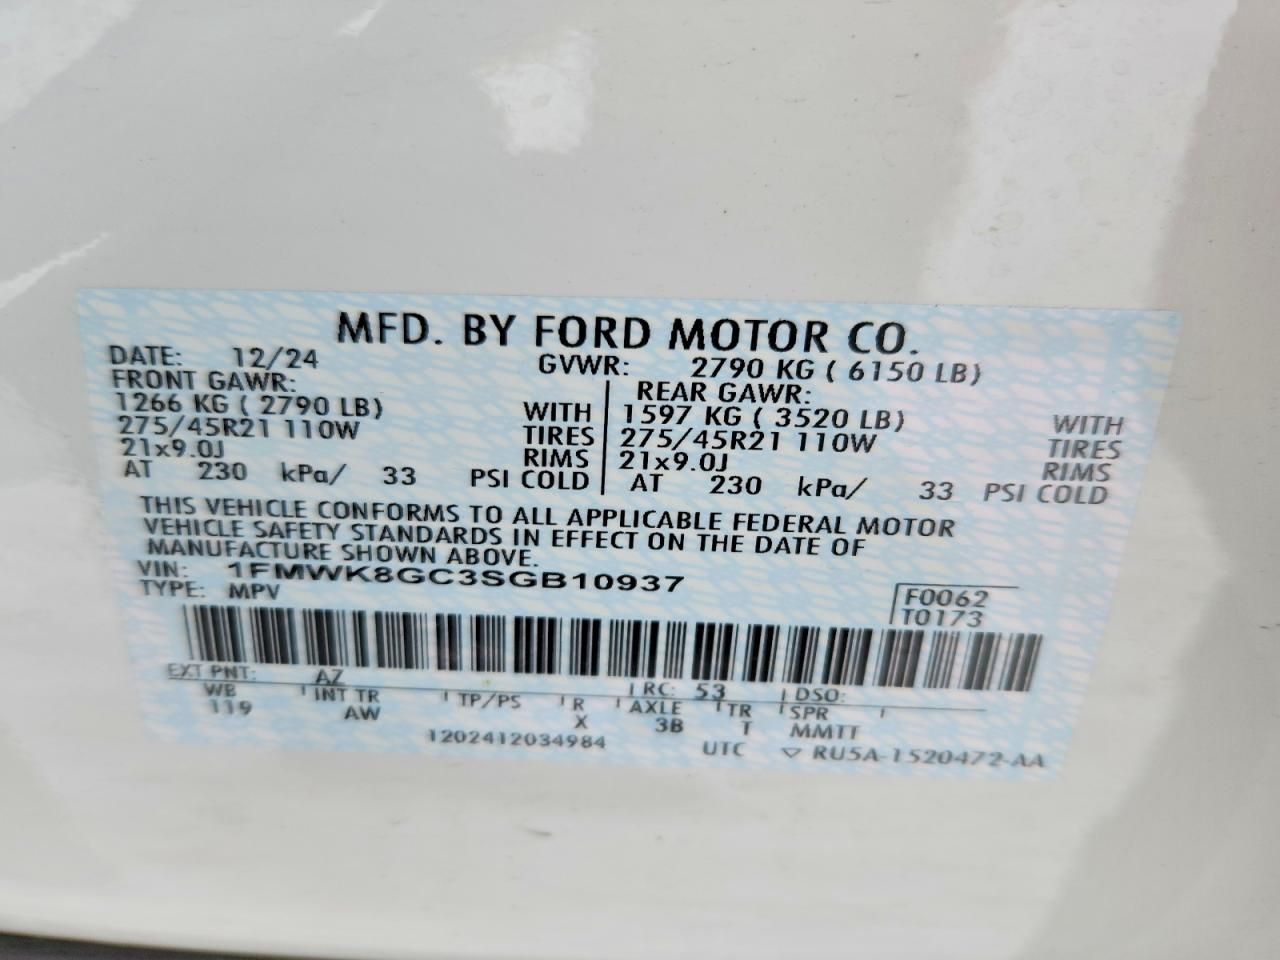 MFD. BY FORD MOTOR CO.
DATE: 12/24 GVWR: 2790 KG ( 6150 LB)
FRONT GAWR: REAR GAWR:
1266 KG ( 2790 LB) WITH 1597 KG ( 3520 LB) WITH
275/45R21 110W TIRES 275/45R21 110W TIRES
21x9.0J RIMS 21x9.0J RIMS
AT 230 kPa/ 33 PSI COLD AT 230 kPa/ 33 PSI COLD
THIS VEHICLE CONFORMS TO ALL APPLICABLE FEDERAL MOTOR
VEHICLE SAFETY STANDARDS IN EFFECT ON THE DATE OF
MANUFACTURE SHOWN ABOVE.
VIN: 1FMWK8GC3SGB10937
TYPE: MPV F0062
T0173
EXT PNT: AZ RC: 53 DSO:
WB INT TR TP/PS R AXLE TR SPR
119 AW X 3B T MMTT
1202412034984 UTC ▽ RU5A-1520472-AA